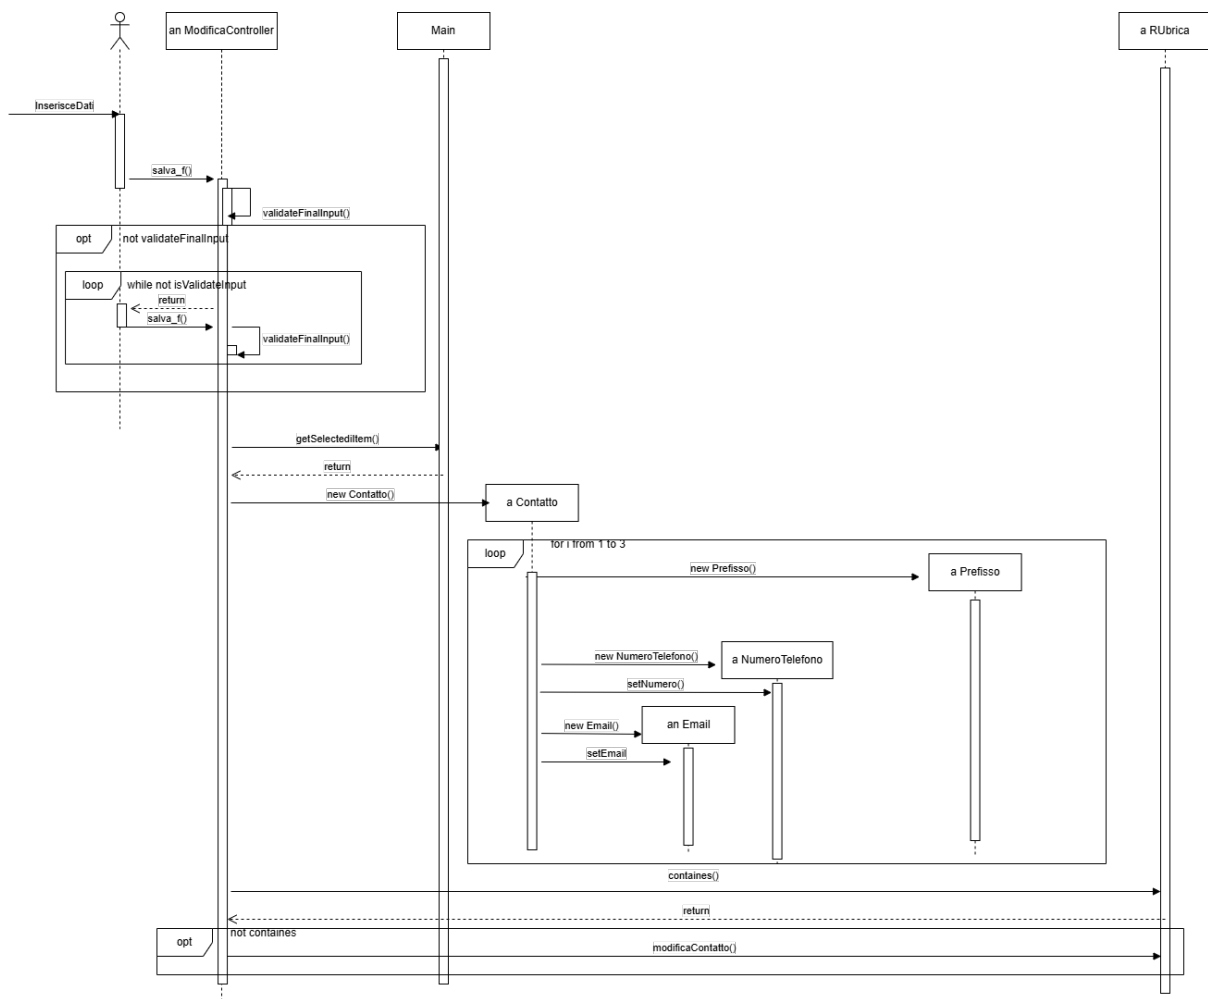 an ModificaController
Main
a RUbrica
InserisceDati
salva_f()
validateFinalInput()
opt
not validateFinalInput
loop
while not isValidateInput
return
salva_f()
validateFinalInput()
getSelectediItem()
return
new Contatto()
a Contatto
loop
for i from 1 to 3
new Prefisso()
a Prefisso
new NumeroTelefono()
a NumeroTelefono
setNumero()
new Email()
an Email
setEmail
containes()
return
opt
not containes
modificaContatto()